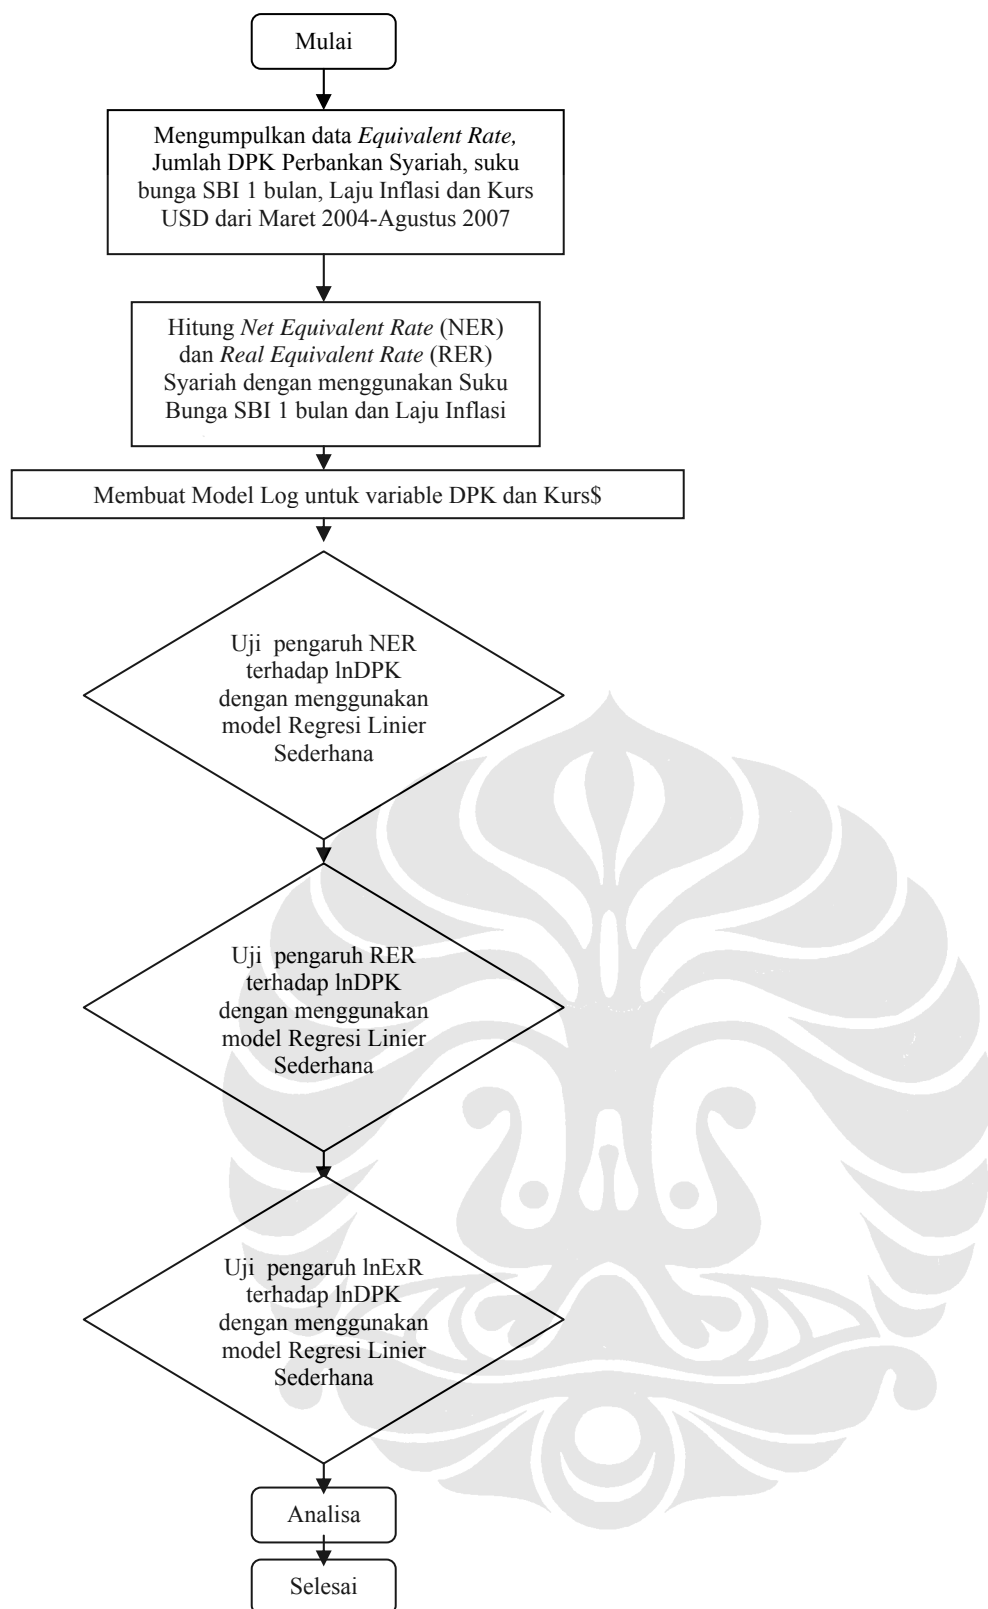 Mulai
Mengumpulkan data Equivalent Rate,
Jumlah DPK Perbankan Syariah, suku
bunga SBI 1 bulan, Laju Inflasi dan Kurs
USD dari Maret 2004-Agustus 2007
Hitung Net Equivalent Rate (NER)
dan Real Equivalent Rate (RER)
Syariah dengan menggunakan Suku
Bunga SBI 1 bulan dan Laju Inflasi
Membuat Model Log untuk variable DPK dan Kurs$
Uji pengaruh NER
terhadap lnDPK
dengan menggunakan
model Regresi Linier
Sederhana
Uji pengaruh RER
terhadap lnDPK
dengan menggunakan
model Regresi Linier
Sederhana
Uji pengaruh lnExR
terhadap lnDPK
dengan menggunakan
model Regresi Linier
Sederhana
Analisa
Selesai